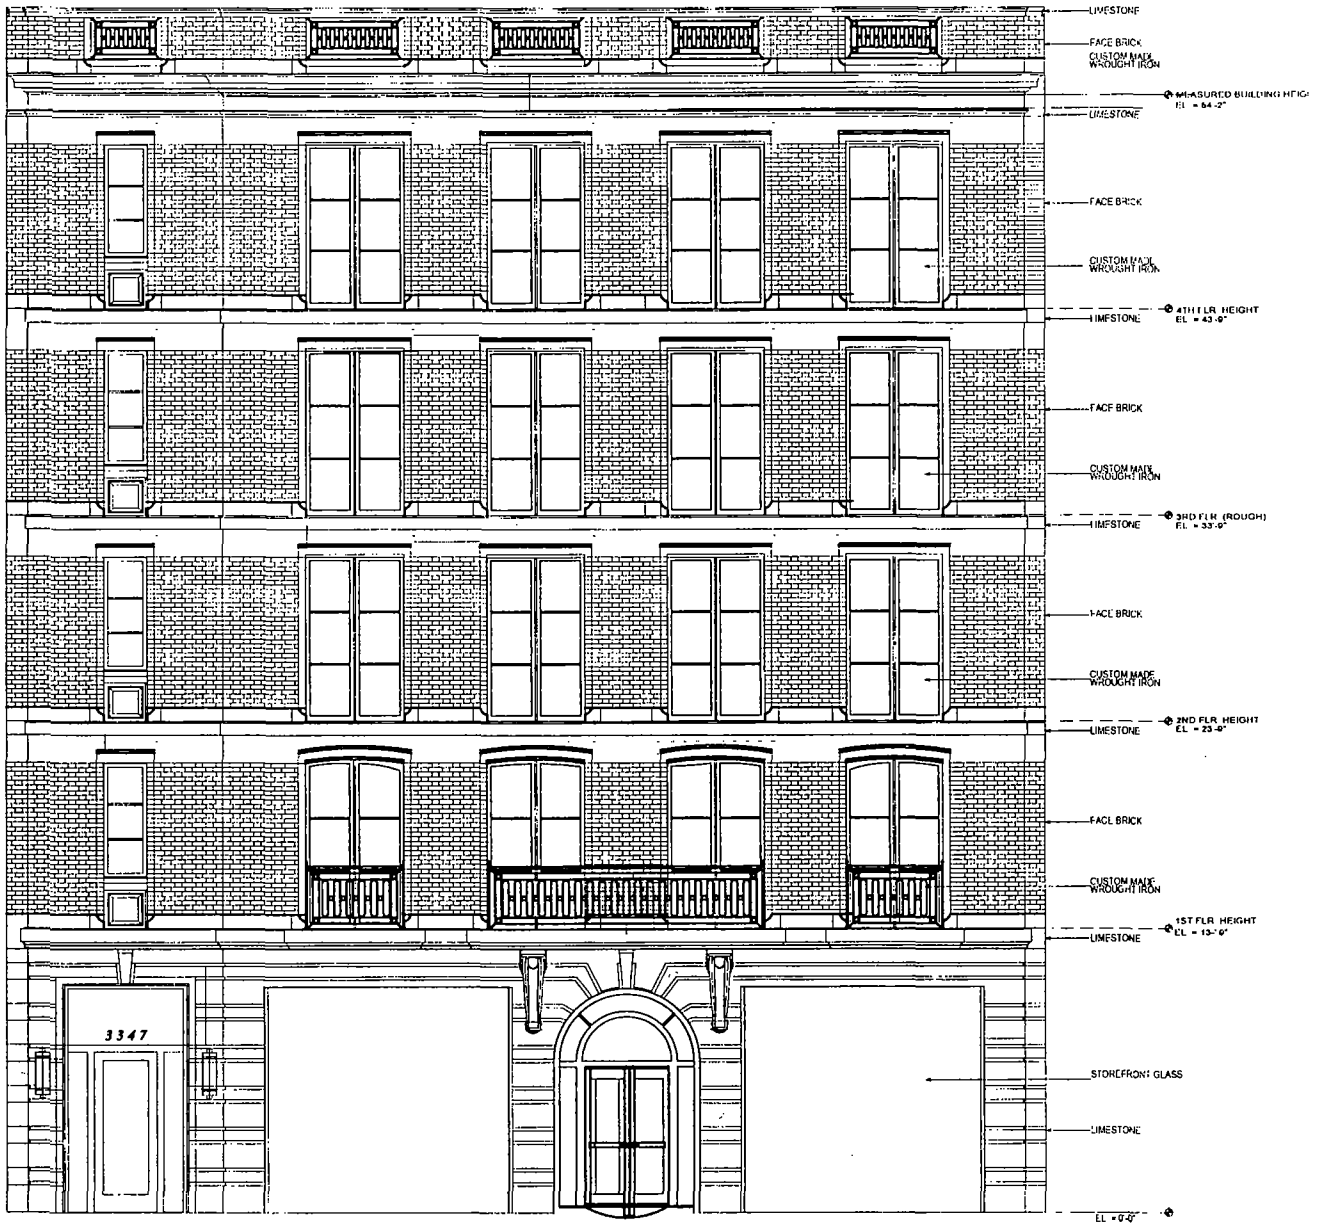 LIMESTONE
FACE BRICK
CUSTOM MADE
WROUGHT IRON
MEASURED BUILDING HEIG
EL = 54'-2"
LIMESTONE
FACE BRICK
CUSTOM MADE
WROUGHT IRON
4TH FLR HEIGHT
EL = 43'-9"
LIMESTONE
FACE BRICK
CUSTOM MADE
WROUGHT IRON
3RD FLR (ROUGH)
EL = 33'-9"
LIMESTONE
FACE BRICK
CUSTOM MADE
WROUGHT IRON
2ND FLR HEIGHT
EL = 23'-9"
LIMESTONE
FACE BRICK
CUSTOM MADE
WROUGHT IRON
1ST FLR HEIGHT
EL = 13'-9"
LIMESTONE
3347
STOREFRONT GLASS
LIMESTONE
EL = 0'-0"